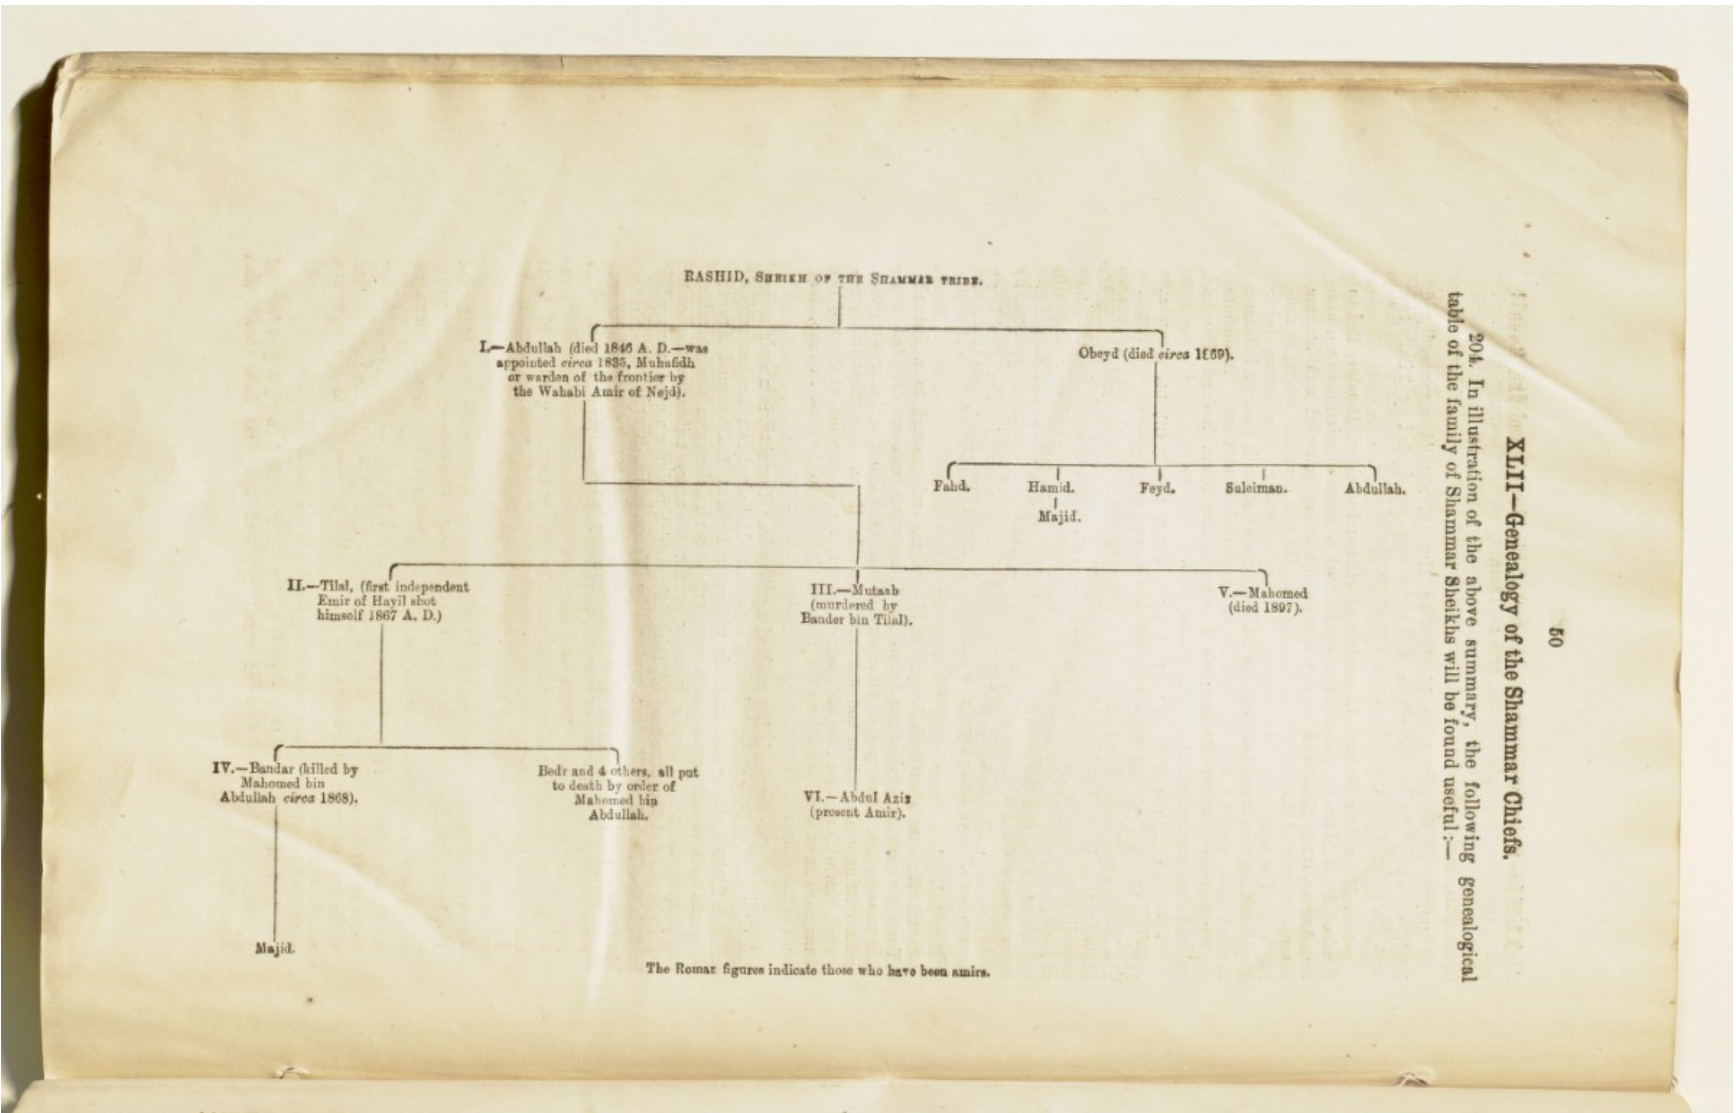 50
XLII—Genealogy of the Shammar Chiefs.
204. In illustration of the above summary, the following genealogical
table of the family of Shammar Sheikhs will be found useful:—
RASHID, SHEIKH OF THE SHAMMAR TRIBE.
I.—Abdullah (died 1846 A. D.—was
appointed circa 1835, Muhafidh
or warden of the frontier by
the Wahabi Amir of Nejd).
Obeyd (died circa 1869).
Fahd.
Hamid.
Feyd.
Suleiman.
Abdullah.
Majid.
II.—Tilal, (first independent
Emir of Hayil shot
himself 1867 A. D.)
III.—Mutaab
(murdered by
Bander bin Tilal).
V.—Mahomed
(died 1897).
IV.—Bandar (killed by
Mahomed bin
Abdullah circa 1868).
Bedr and 4 others, all put
to death by order of
Mahomed bin
Abdullah.
VI.—Abdul Aziz
(present Amir).
Majid.
The Roman figures indicate those who have been amirs.